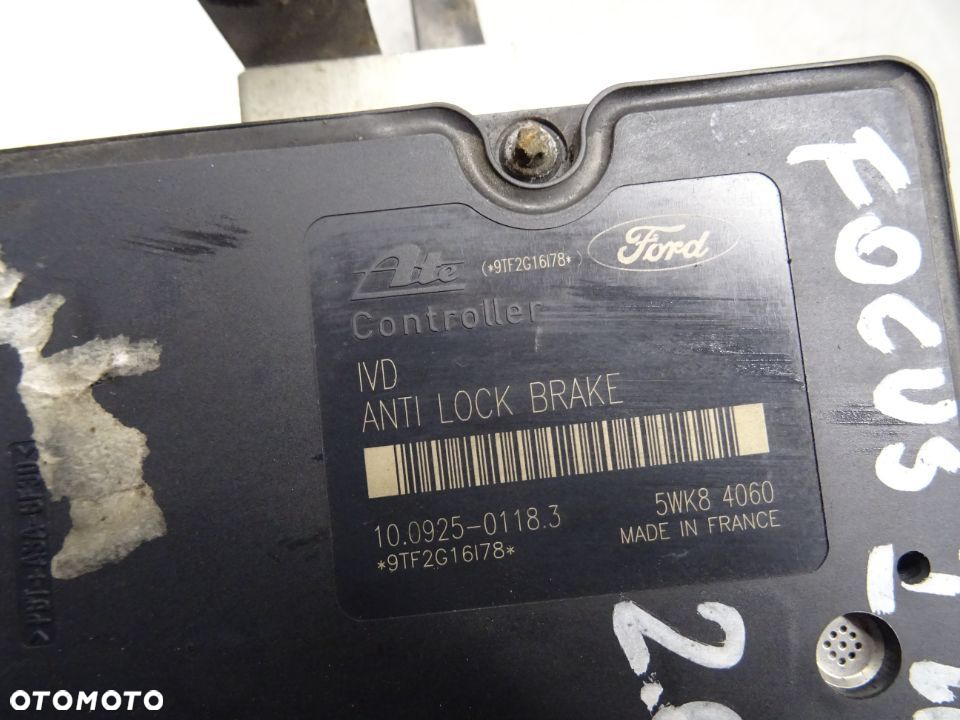 Ate (*9TF2G16I78*) Ford
Controller
IVD
ANTI LOCK BRAKE
10.0925-0118.3 5WK8 4060
*9TF2G16I78* MADE IN FRANCE
FOCUS
2.
OTOMOTO